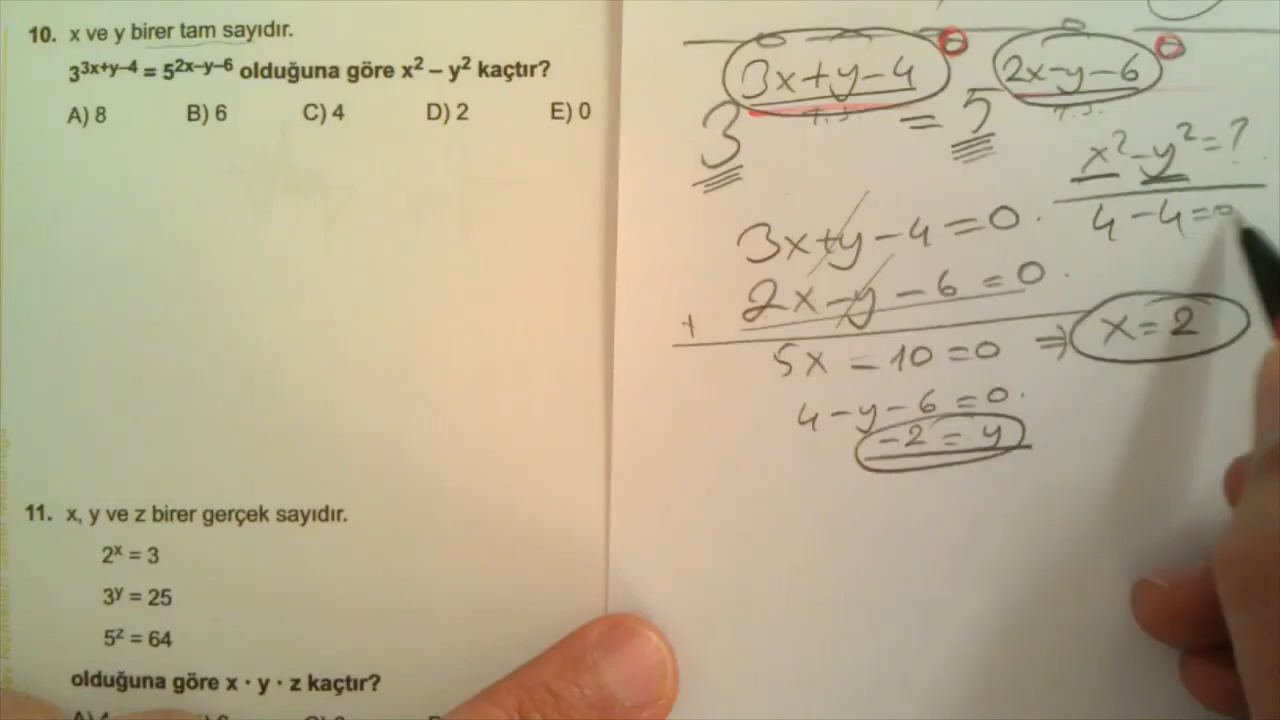 10. x ve y birer tam sayıdır.
3^{3x+y–4} = 5^{2x–y–6} olduğuna göre x² – y² kaçtır?
A) 8 B) 6 C) 4 D) 2 E) 0
11. x, y ve z birer gerçek sayıdır.
2^x = 3
3^y = 25
5^z = 64
olduğuna göre x · y · z kaçtır?
3^{3x+y-4} = 5^{2x-y-6}
T.S. T.S.
x² - y² = ?
4 - 4 = 0
3x+y-4=0.
2x-y-6=0.
+
5x-10=0 ⇒ x=2
4-y-6=0.
-2=y